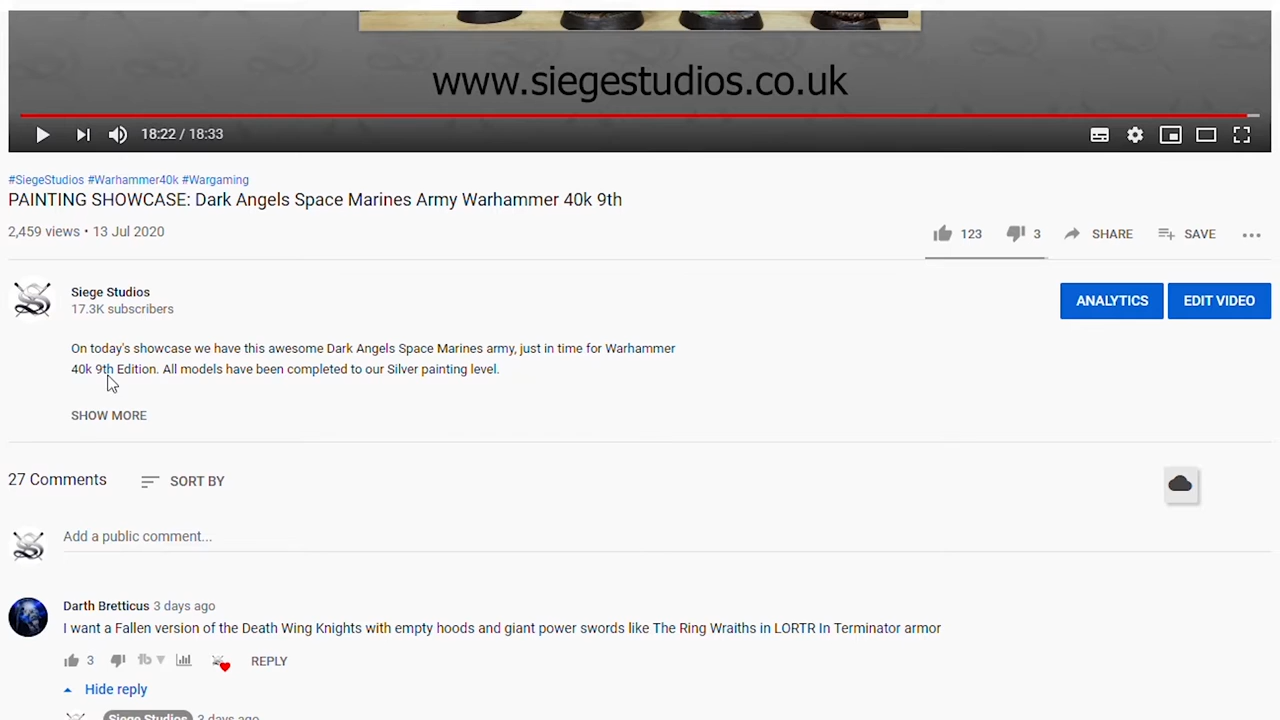 www.siegestudios.co.uk
18:22 / 18:33
#SiegeStudios #Warhammer40k #Wargaming
PAINTING SHOWCASE: Dark Angels Space Marines Army Warhammer 40k 9th
2,459 views • 13 Jul 2020
123 3 SHARE SAVE
Siege Studios
17.3K subscribers
ANALYTICS EDIT VIDEO
On today's showcase we have this awesome Dark Angels Space Marines army, just in time for Warhammer
40k 9th Edition. All models have been completed to our Silver painting level.
SHOW MORE
27 Comments SORT BY
Add a public comment...
Darth Bretticus 3 days ago
I want a Fallen version of the Death Wing Knights with empty hoods and giant power swords like The Ring Wraiths in LORTR In Terminator armor
3 REPLY
Hide reply
Siege Studios 3 days ago